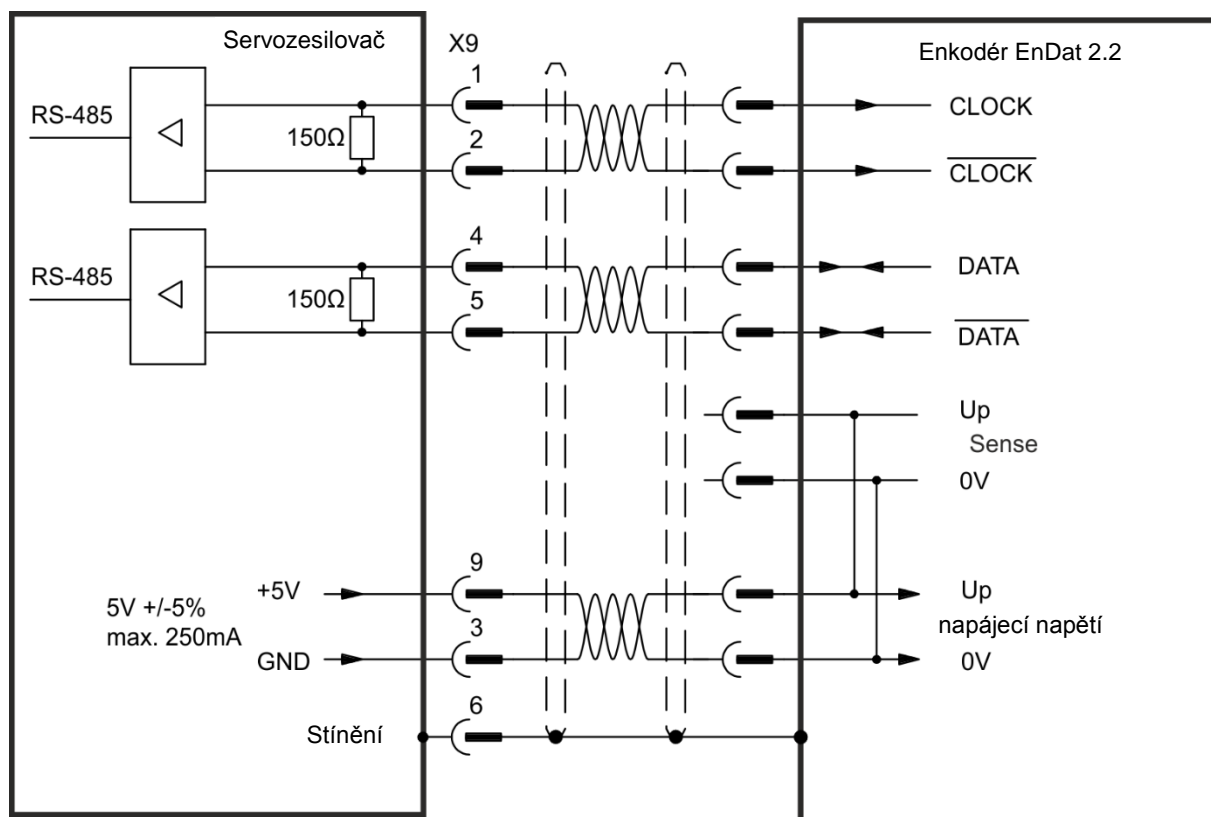 Servozesilovač
X9
Enkodér EnDat 2.2
1
RS-485
150Ω
CLOCK
2
CLOCK
4
RS-485
150Ω
DATA
5
DATA
Up
Sense
0V
9
+5V
5V +/-5%
max. 250mA
Up
napájecí napětí
3
GND
0V
6
Stínění